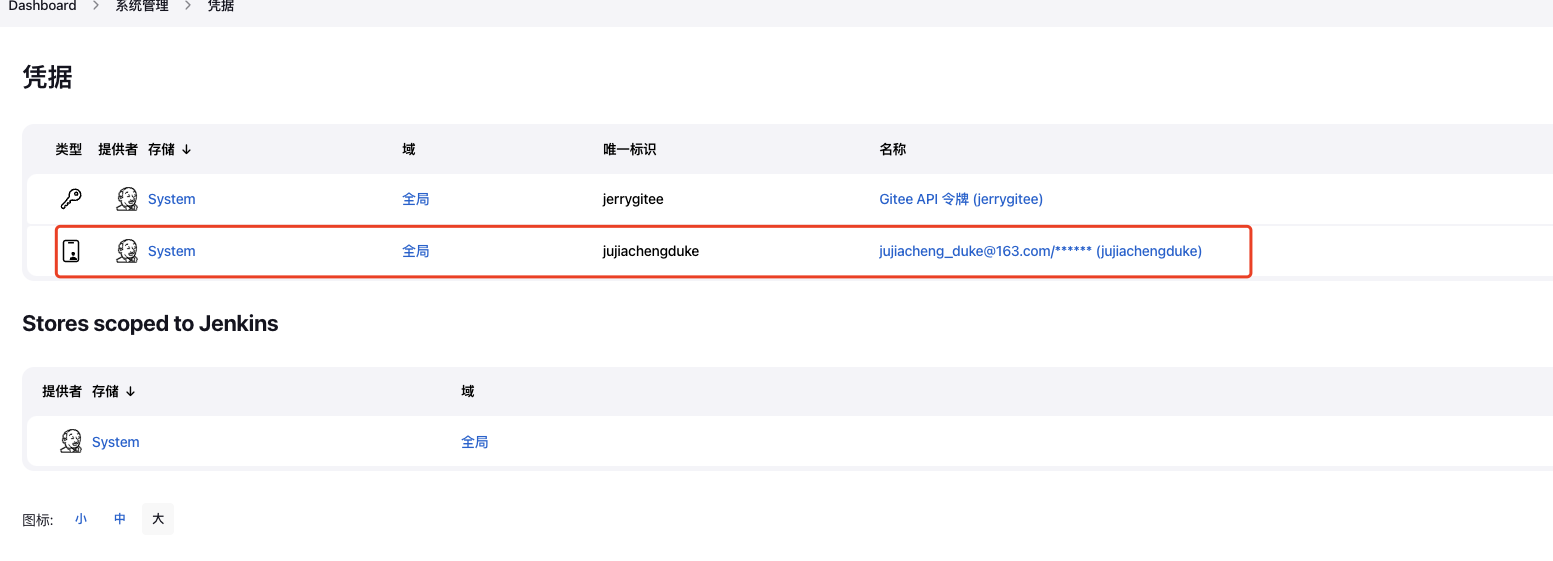 Dashboard > 系统管理 > 凭据
凭据
类型 提供者 存储 ↓ 域 唯一标识 名称
System 全局 jerrygitee Gitee API 令牌 (jerrygitee)
System 全局 jujiachengduke jujiacheng_duke@163.com/****** (jujiachengduke)
Stores scoped to Jenkins
提供者 存储 ↓ 域
System 全局
图标: 小 中 大